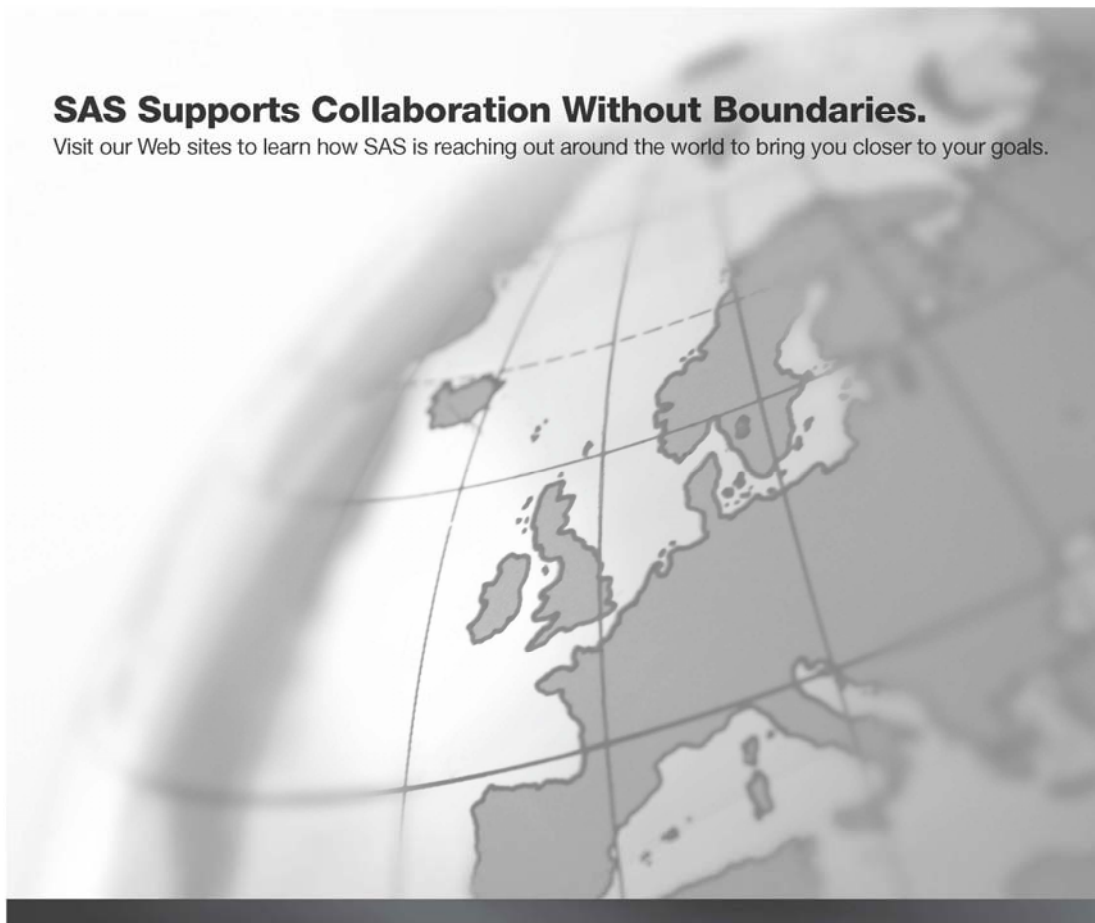 SAS Supports Collaboration Without Boundaries.
Visit our Web sites to learn how SAS is reaching out around the world to bring you closer to your goals.